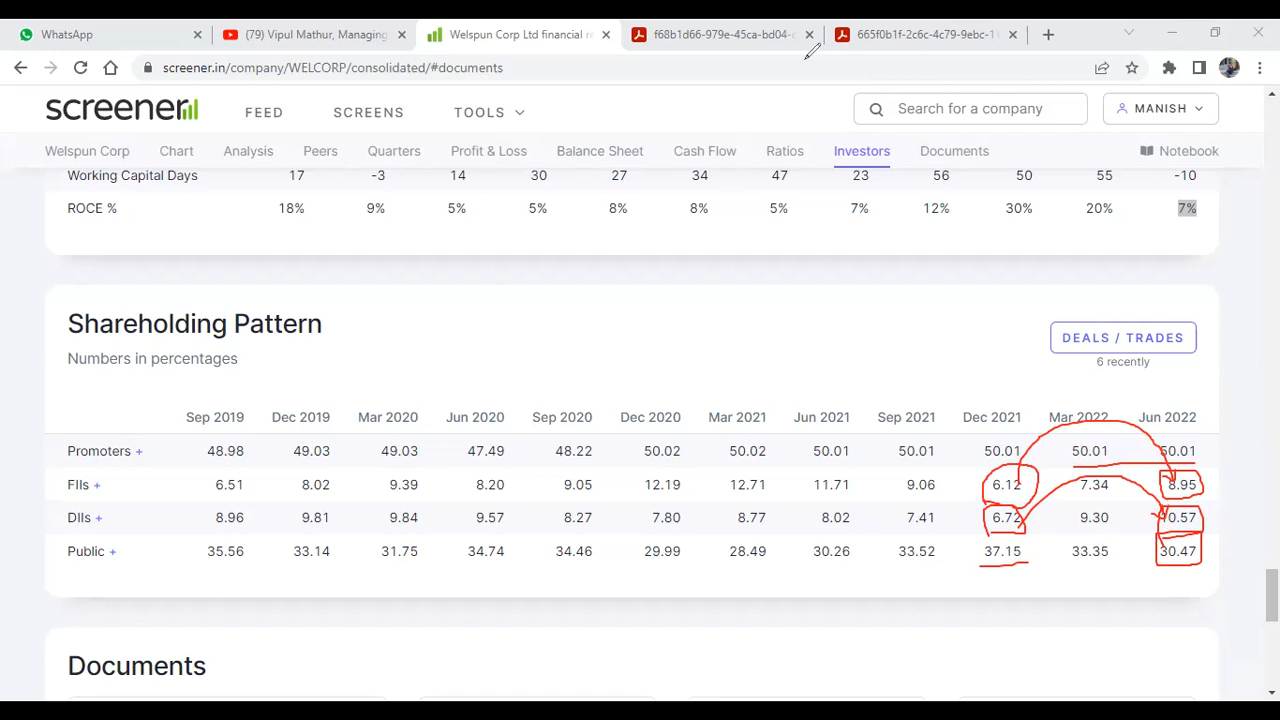 WhatsApp (79) Vipul Mathur, Managing Welspun Corp Ltd financial re f68b1d66-979e-45ca-bd04- 665f0b1f-2c6c-4c79-9ebc-1
screener.in/company/WELCORP/consolidated/#documents
screener FEED SCREENS TOOLS Search for a company MANISH
Welspun Corp Chart Analysis Peers Quarters Profit & Loss Balance Sheet Cash Flow Ratios Investors Documents Notebook
Working Capital Days 17 -3 14 30 27 34 47 23 56 50 55 -10
ROCE % 18% 9% 5% 5% 8% 8% 5% 7% 12% 30% 20% 7%
Shareholding Pattern
DEALS / TRADES
Numbers in percentages
6 recently
Sep 2019 Dec 2019 Mar 2020 Jun 2020 Sep 2020 Dec 2020 Mar 2021 Jun 2021 Sep 2021 Dec 2021 Mar 2022 Jun 2022
Promoters + 48.98 49.03 49.03 47.49 48.22 50.02 50.02 50.01 50.01 50.01 50.01 50.01
FIIs + 6.51 8.02 9.39 8.20 9.05 12.19 12.71 11.71 9.06 6.12 7.34 8.95
DIIs + 8.96 9.81 9.84 9.57 8.27 7.80 8.77 8.02 7.41 6.72 9.30 10.57
Public + 35.56 33.14 31.75 34.74 34.46 29.99 28.49 30.26 33.52 37.15 33.35 30.47
Documents